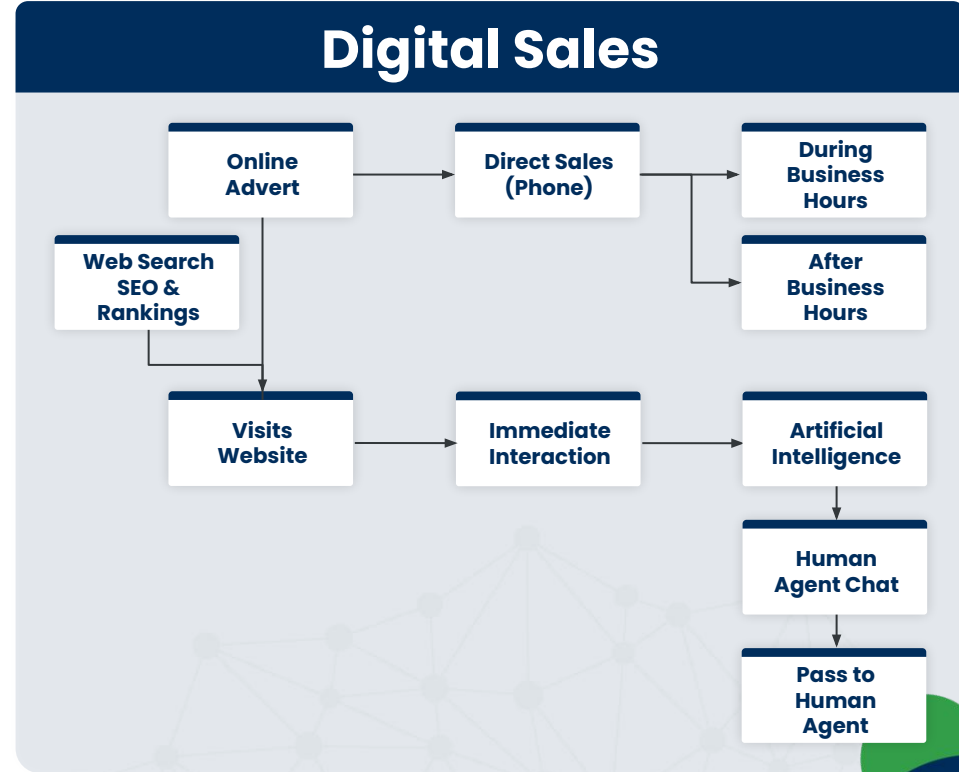 Digital Sales
Online
Advert
Direct Sales
(Phone)
During
Business
Hours
Web Search
SEO &
Rankings
After
Business
Hours
Visits
Website
Immediate
Interaction
Artificial
Intelligence
Human
Agent Chat
Pass to
Human
Agent